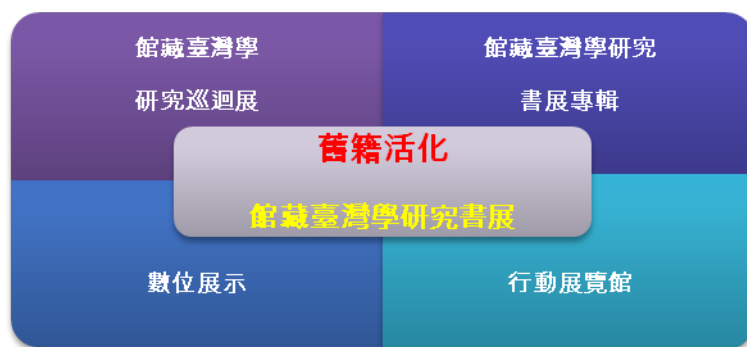 館藏臺灣學
研究巡迴展
館藏臺灣學研究
書展專輯
舊籍活化
館藏臺灣學研究書展
數位展示
行動展覽館